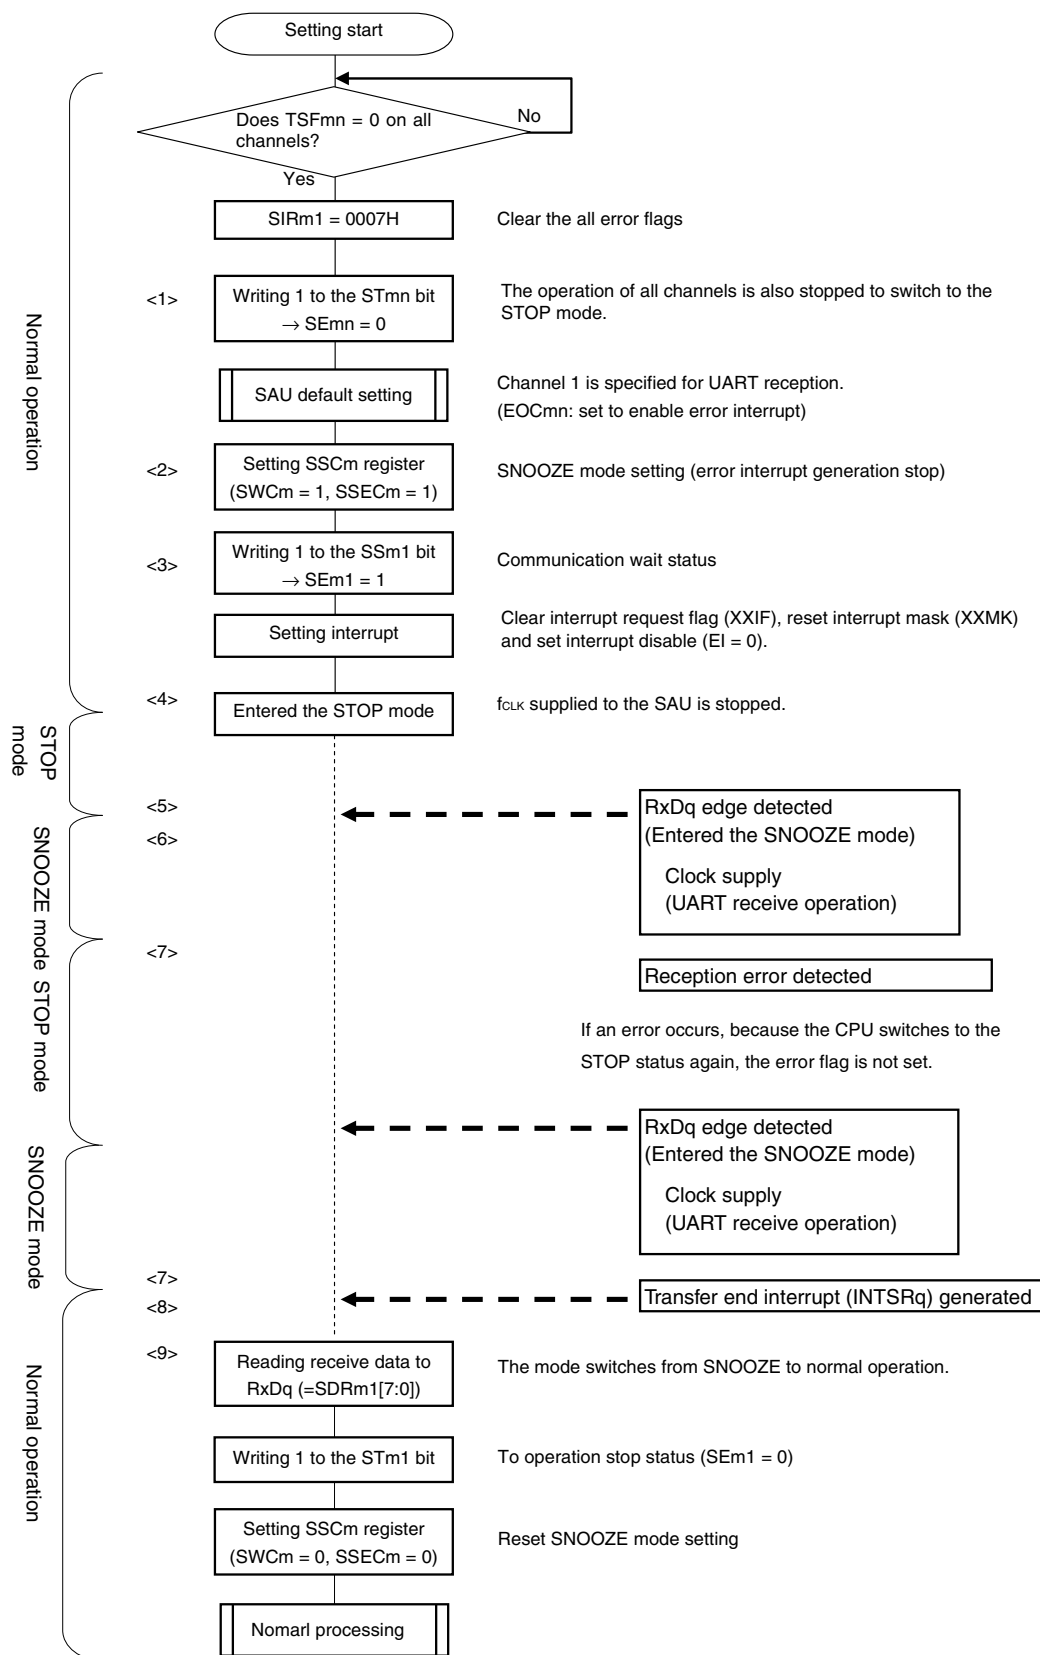 Setting start
Does TSFmn = 0 on all
channels?
No
Yes
SIRm1 = 0007H
Clear the all error flags
<1>
Writing 1 to the STmn bit
→ SEmn = 0
The operation of all channels is also stopped to switch to the
STOP mode.
Normal operation
SAU default setting
Channel 1 is specified for UART reception.
(EOCmn: set to enable error interrupt)
<2>
Setting SSCm register
(SWCm = 1, SSECm = 1)
SNOOZE mode setting (error interrupt generation stop)
<3>
Writing 1 to the SSm1 bit
→ SEm1 = 1
Communication wait status
Setting interrupt
Clear interrupt request flag (XXIF), reset interrupt mask (XXMK)
and set interrupt disable (EI = 0).
<4>
Entered the STOP mode
fCLK supplied to the SAU is stopped.
STOP
mode
<5>
RxDq edge detected
(Entered the SNOOZE mode)
Clock supply
(UART receive operation)
<6>
SNOOZE mode
<7>
Reception error detected
STOP mode
If an error occurs, because the CPU switches to the
STOP status again, the error flag is not set.
RxDq edge detected
(Entered the SNOOZE mode)
Clock supply
(UART receive operation)
SNOOZE mode
<7>
<8>
Transfer end interrupt (INTSRq) generated
<9>
Reading receive data to
RxDq (=SDRm1[7:0])
The mode switches from SNOOZE to normal operation.
Normal operation
Writing 1 to the STm1 bit
To operation stop status (SEm1 = 0)
Setting SSCm register
(SWCm = 0, SSECm = 0)
Reset SNOOZE mode setting
Nomarl processing